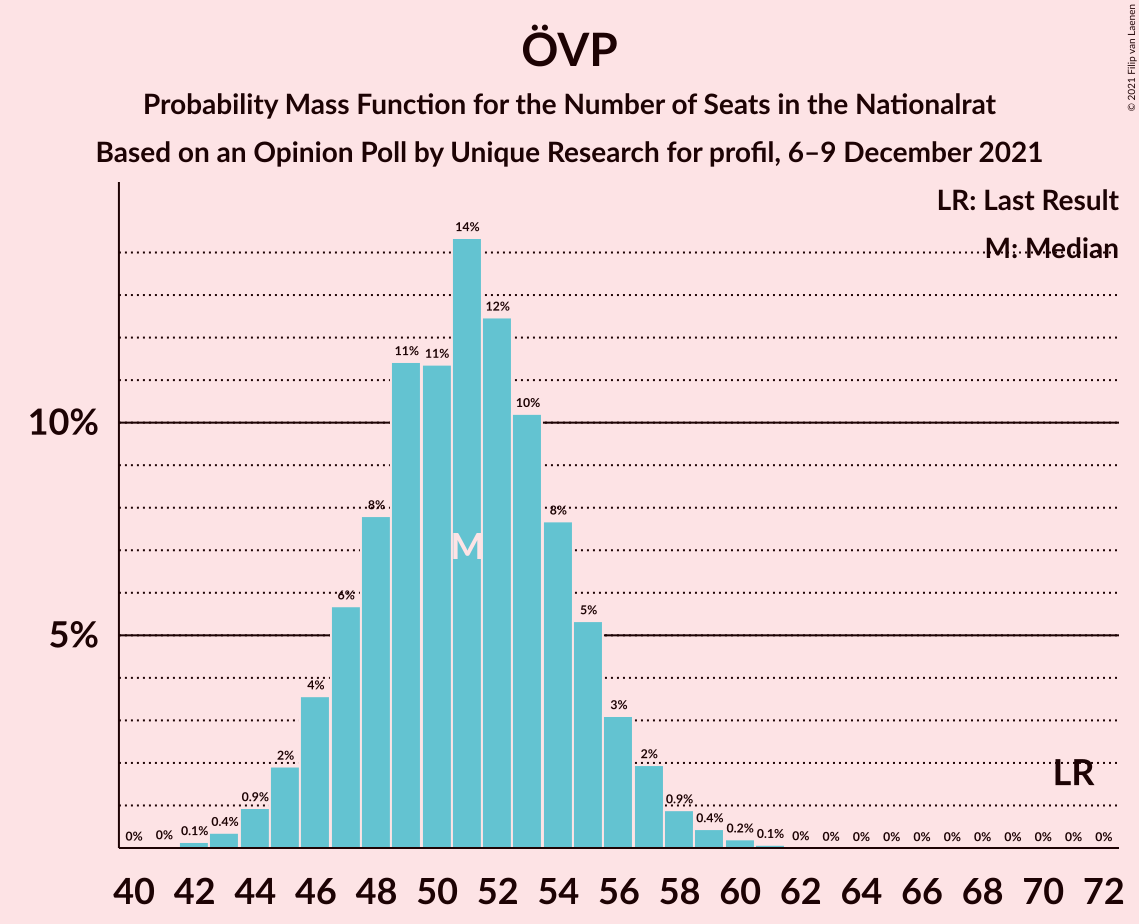 ÖVP
Probability Mass Function for the Number of Seats in the Nationalrat
Based on an Opinion Poll by Unique Research for profil, 6–9 December 2021
© 2021 Filip van Laenen
LR: Last Result
M: Median
10%
5%
0% 0% 0.1% 0.4% 0.9% 2% 4% 6% 8% 11% 11% 14% 12% 10% 8% 5% 3% 2% 0.9% 0.4% 0.2% 0.1% 0% 0% 0% 0% 0% 0% 0% 0% 0% 0% 0%
M
LR
40 42 44 46 48 50 52 54 56 58 60 62 64 66 68 70 72